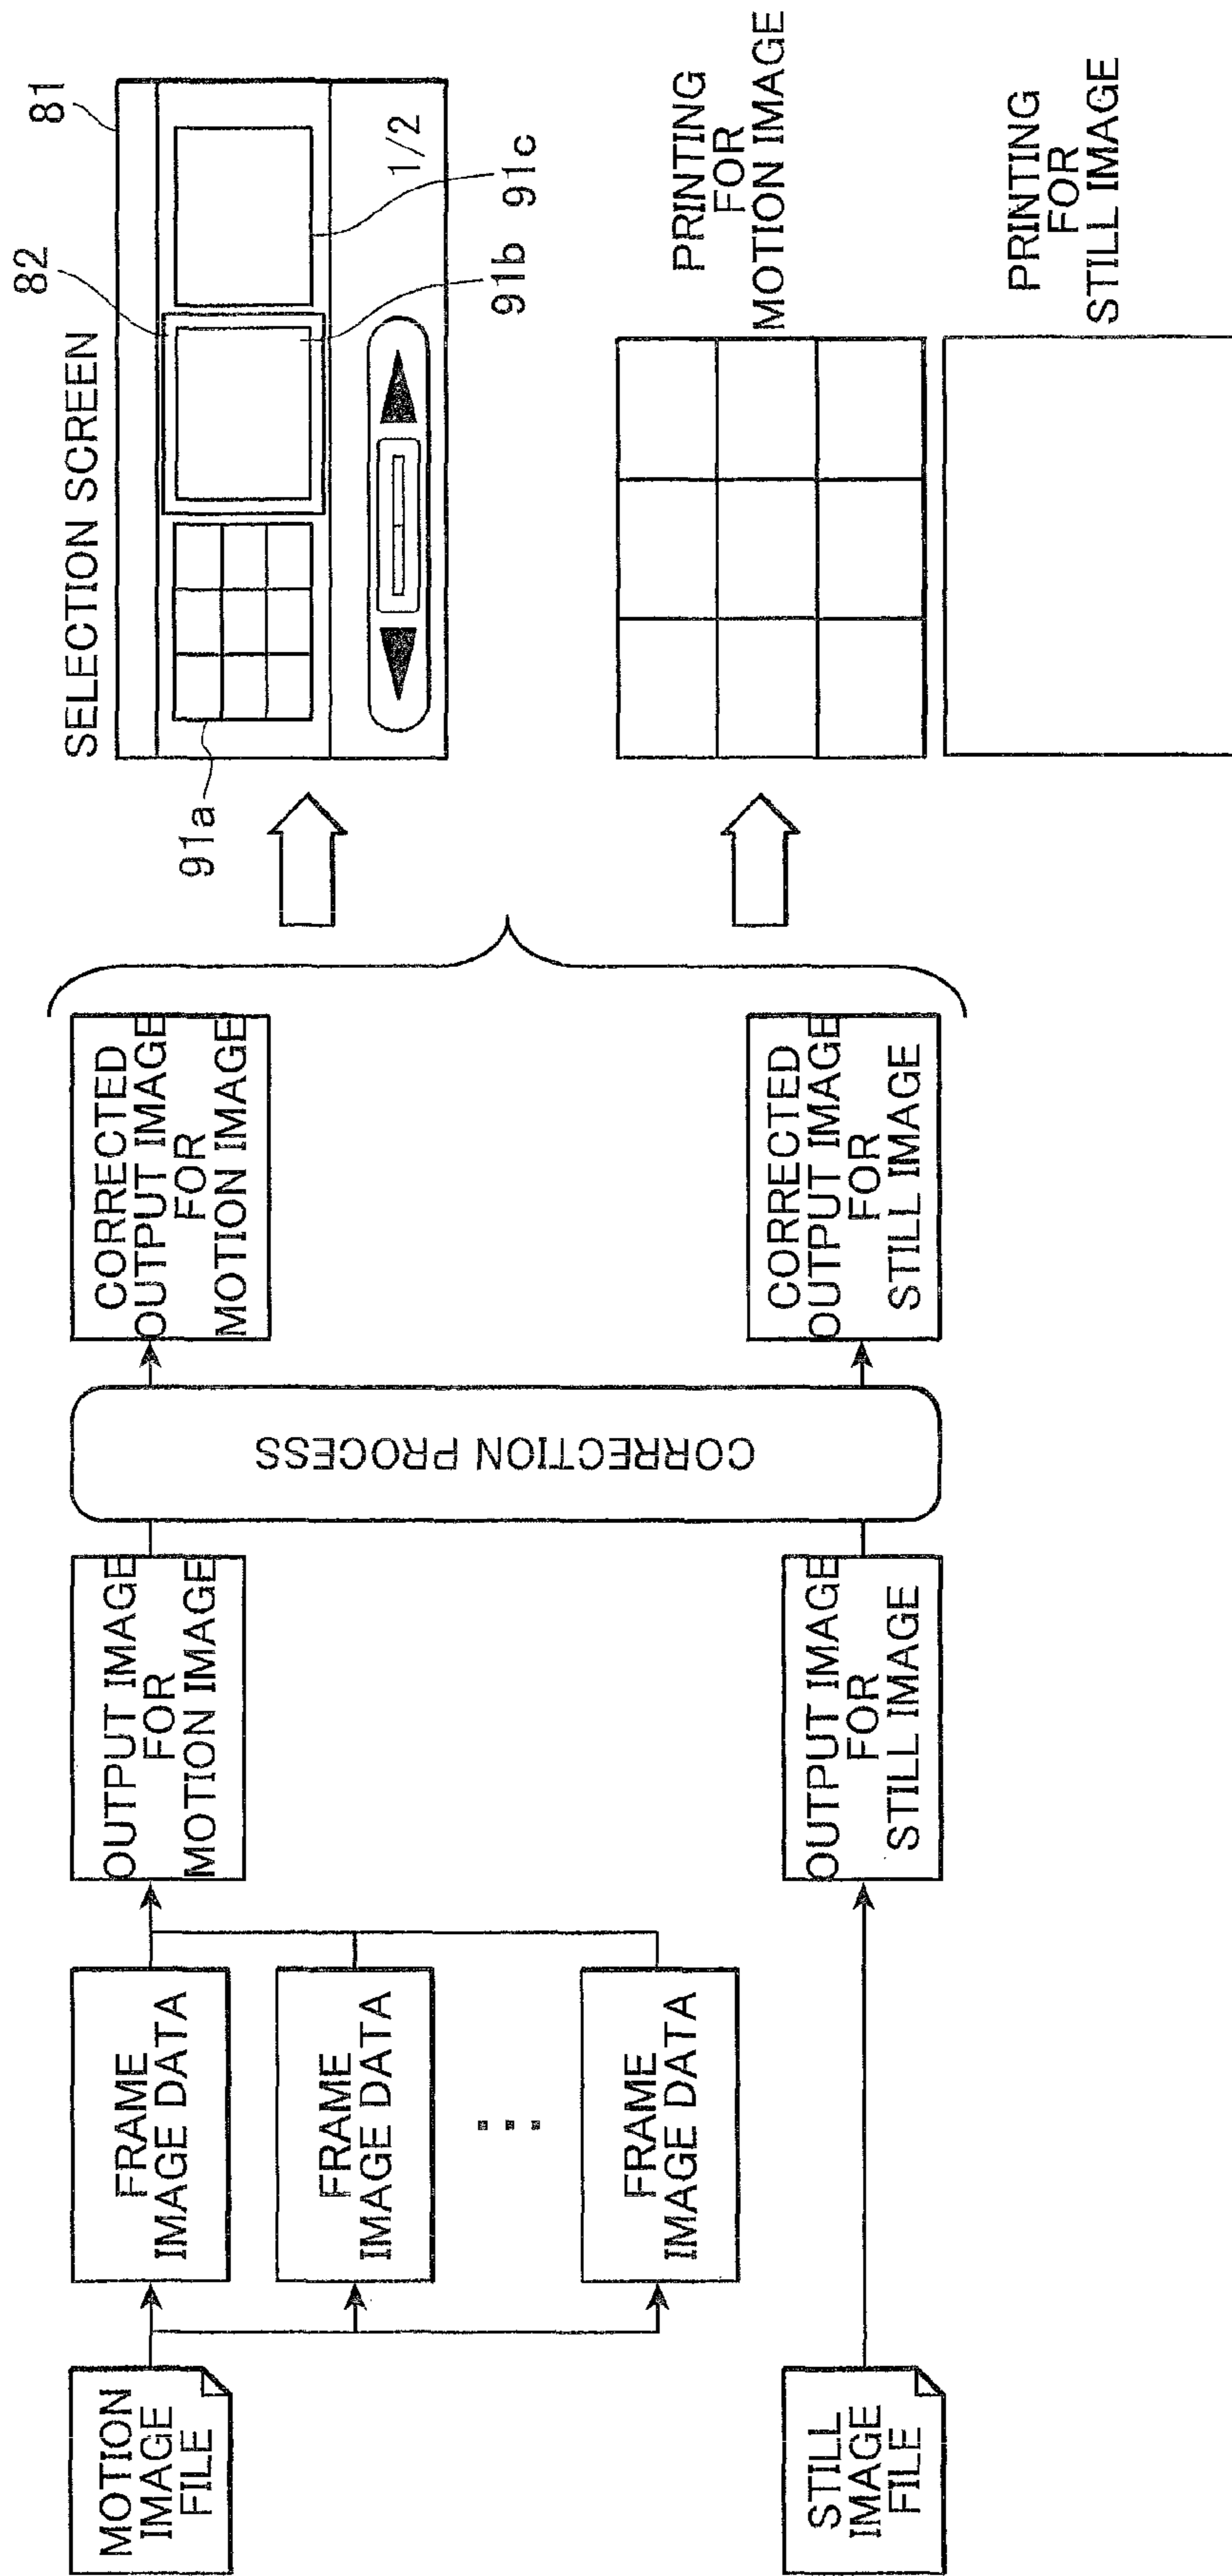 MOTION
IMAGE
FILE
FRAME
IMAGE DATA
FRAME
IMAGE DATA
...
FRAME
IMAGE DATA
OUTPUT IMAGE
FOR
MOTION IMAGE
STILL
IMAGE
FILE
OUTPUT IMAGE
FOR
STILL IMAGE
CORRECTION PROCESS
CORRECTED
OUTPUT IMAGE
FOR
MOTION IMAGE
CORRECTED
OUTPUT IMAGE
FOR
STILL IMAGE
SELECTION SCREEN
82
81
91a
91b
91c
1/2
PRINTING
FOR
MOTION IMAGE
PRINTING
FOR
STILL IMAGE